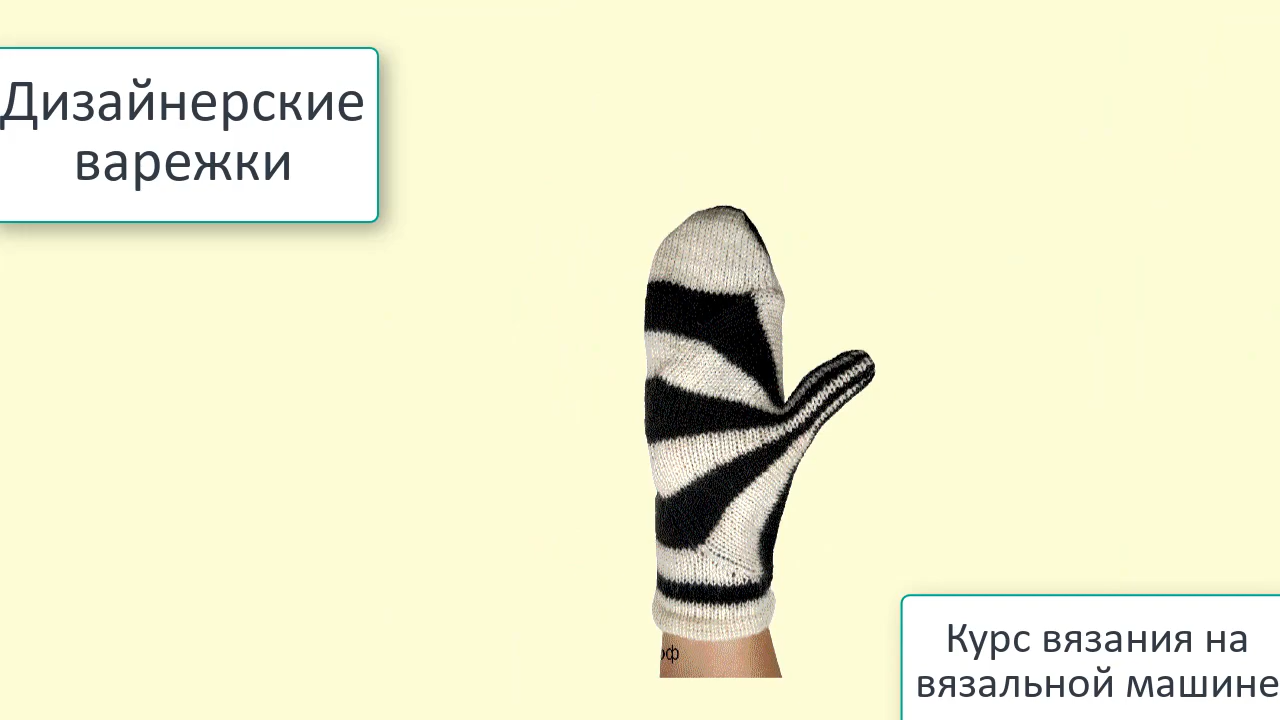 Дизайнерские
варежки
Курс вязания на
вязальной машине